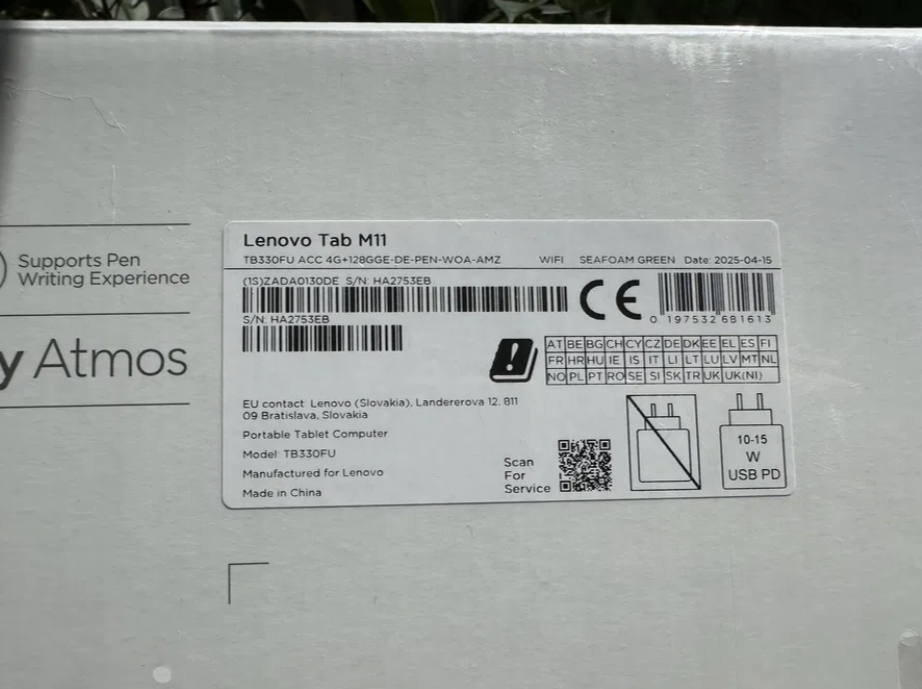 Supports Pen
Writing Experience
y Atmos
Lenovo Tab M11
TB330FU ACC 4G+128GGE-DE-PEN-WOA-AMZ WIFI SEAFOAM GREEN Date: 2025-04-15
(1S)ZADA0130DE S/N: HA2753EB
S/N: HA2753EB
CE
0 197532 681613
AT BE BG CH CY CZ DE DK EE EL ES FI
FR HR HU IE IS IT LI LT LU LV MT NL
NO PL PT RO SE SI SK TR UK UK(NI)
EU contact Lenovo (Slovakia), Landererova 12, 811
09 Bratislava, Slovakia
Portable Tablet Computer
Model: TB330FU
Manufactured for Lenovo
Made in China
Scan
For
Service
10-15
W
USB PD